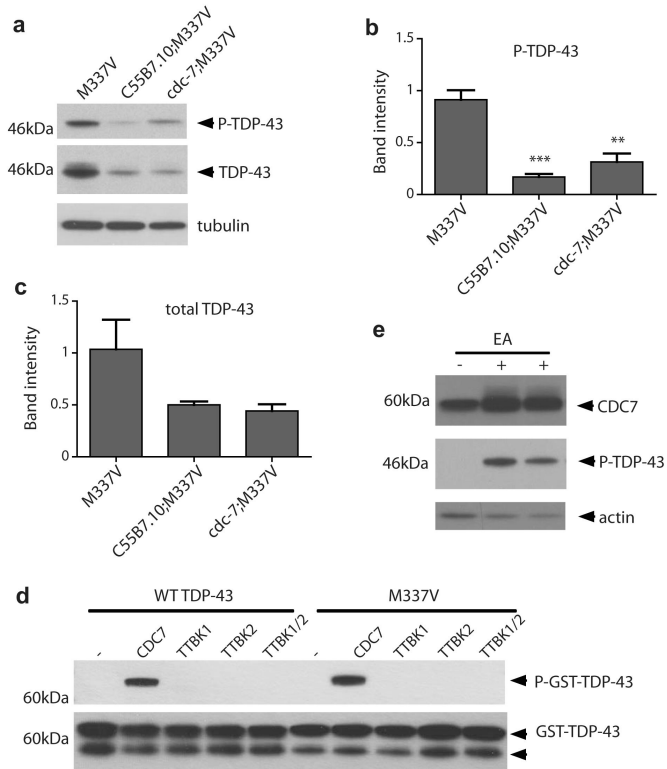 a
M337V
C55B7.10;M337V
cdc-7;M337V
46kDa
P-TDP-43
46kDa
TDP-43
tubulin
b
P-TDP-43
Band intensity
1.5
1
0.5
0
***
**
M337V
C55B7.10;M337V
cdc-7;M337V
c
total TDP-43
Band intensity
1.5
1
0.5
0
M337V
C55B7.10;M337V
cdc-7;M337V
e
EA
- + +
60kDa
CDC7
46kDa
P-TDP-43
actin
d
WT TDP-43 M337V
- CDC7 TTBK1 TTBK2 TTBK1/2 - CDC7 TTBK1 TTBK2 TTBK1/2
P-GST-TDP-43
60kDa
GST-TDP-43
60kDa